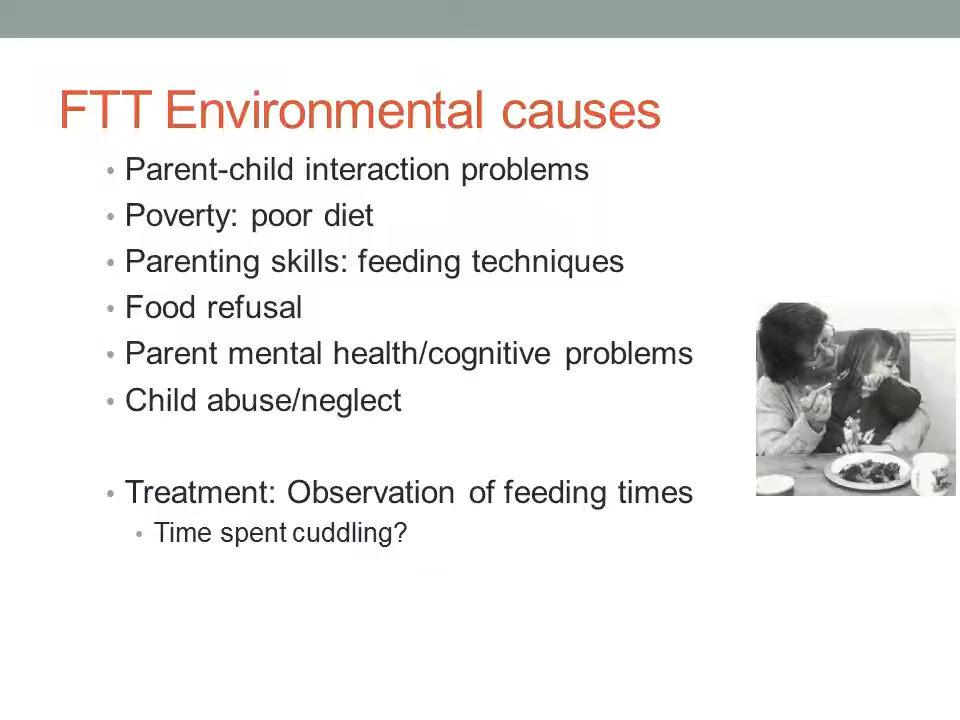 FTT Environmental causes
• Parent-child interaction problems
• Poverty: poor diet
• Parenting skills: feeding techniques
• Food refusal
• Parent mental health/cognitive problems
• Child abuse/neglect
• Treatment: Observation of feeding times
• Time spent cuddling?